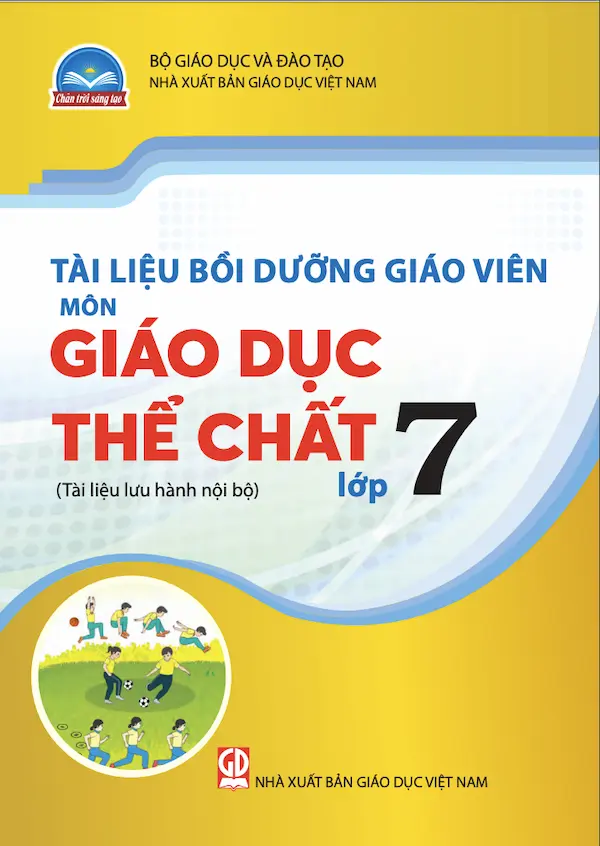 Chân trời sáng tạo
BỘ GIÁO DỤC VÀ ĐÀO TẠO
NHÀ XUẤT BẢN GIÁO DỤC VIỆT NAM
TÀI LIỆU BỒI DƯỠNG GIÁO VIÊN
MÔN
GIÁO DỤC
THỂ CHẤT
lớp 7
(Tài liệu lưu hành nội bộ)
GD
NHÀ XUẤT BẢN GIÁO DỤC VIỆT NAM